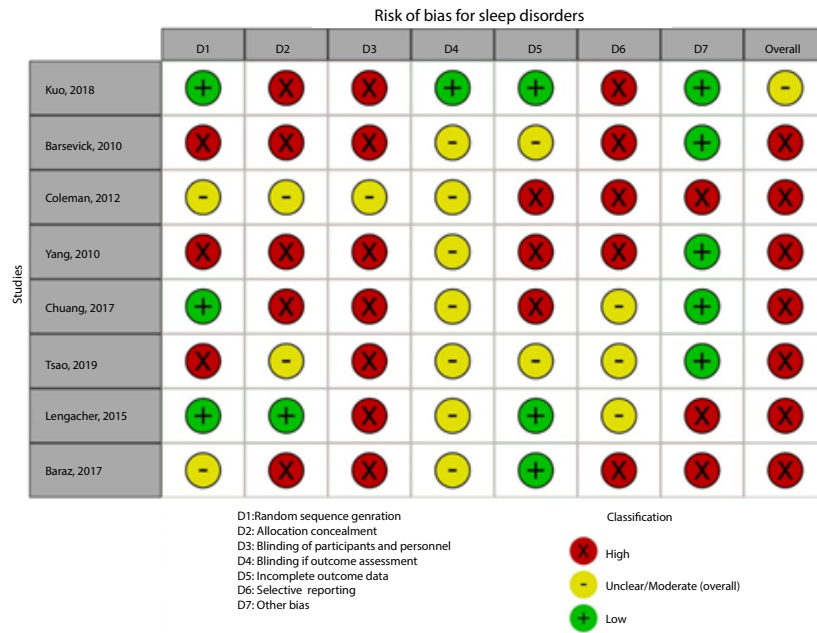 Risk of bias for sleep disorders
D1 D2 D3 D4 D5 D6 D7 Overall
Studies
Kuo, 2018 + X X + + X + -
Barsevick, 2010 X X X - - X + X
Coleman, 2012 - - - - X X X X
Yang, 2010 X X X - X X + X
Chuang, 2017 + X X - X - + X
Tsao, 2019 X - X - - - + X
Lengacher, 2015 + + X - + - X X
Baraz, 2017 - X X - + X X X
D1:Random sequence genration
D2: Allocation concealment
D3: Blinding of participants and personnel
D4: Blinding if outcome assessment
D5: Incomplete outcome data
D6: Selective reporting
D7: Other bias
Classification
X High
- Unclear/Moderate (overall)
+ Low